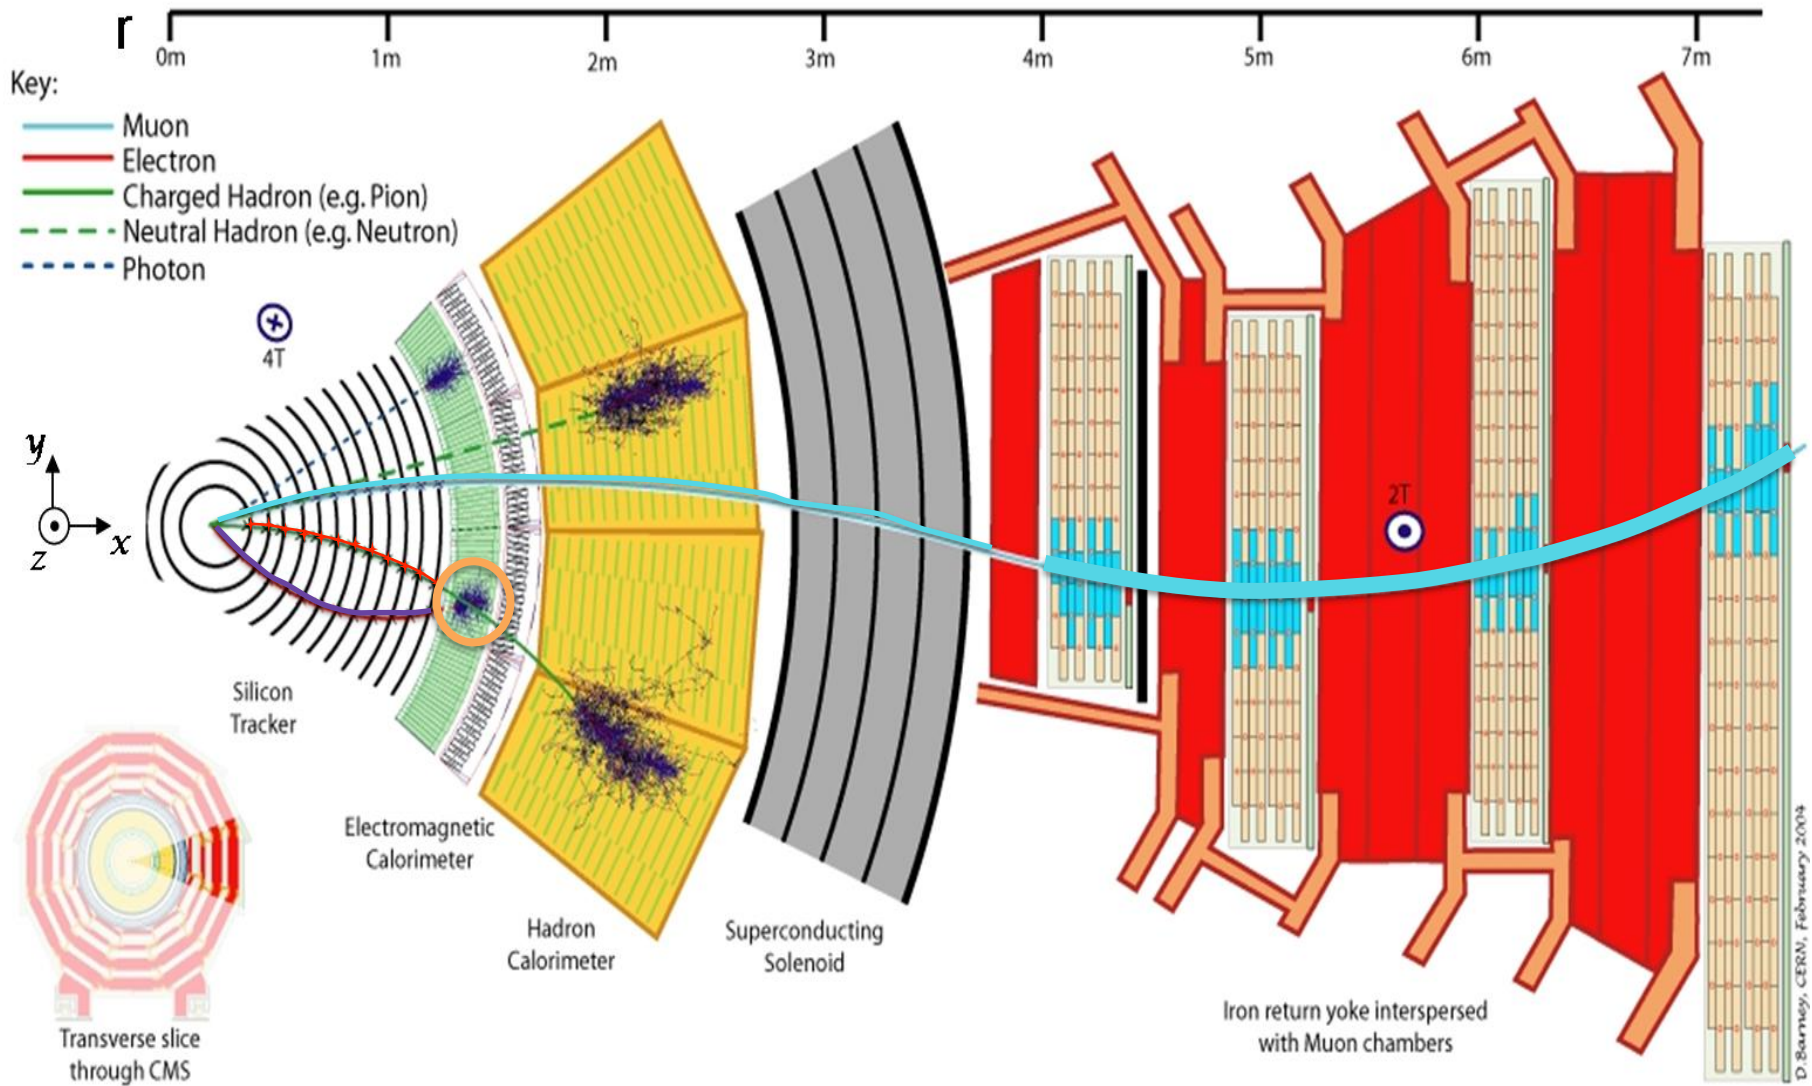 r
0m 1m 2m 3m 4m 5m 6m 7m
Key:
Muon
Electron
Charged Hadron (e.g. Pion)
Neutral Hadron (e.g. Neutron)
Photon
4T
y
z
x
2T
Silicon
Tracker
Electromagnetic
Calorimeter
Hadron
Calorimeter
Superconducting
Solenoid
Iron return yoke interspersed
with Muon chambers
Transverse slice
through CMS
D.Barney, CERN, February 2004